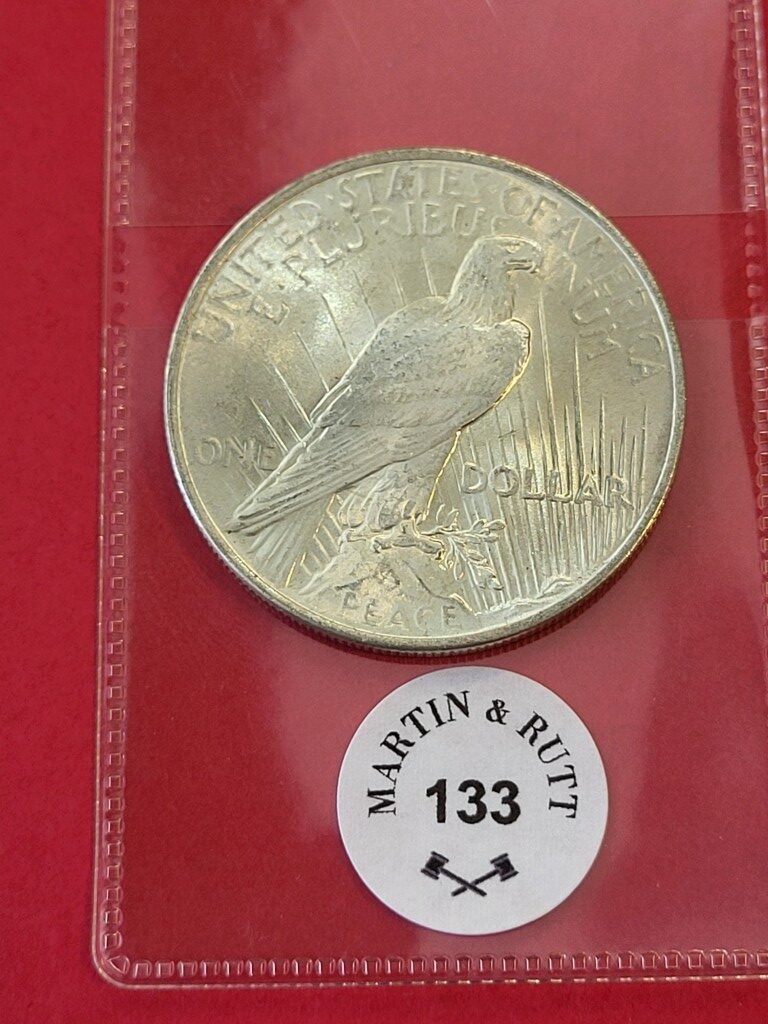 UNITED·STATES·OF·AMERICA
E·PLURIBUS UNUM
ONE DOLLAR
PEACE
MARTIN & RUTT
133